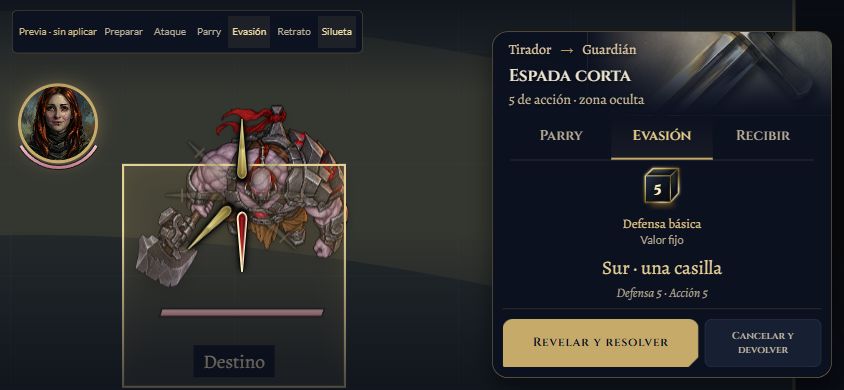 Previa - sin aplicar Preparar Ataque Parry Evasión Retrato Silueta
Tirador → Guardián
Espada corta
5 de acción · zona oculta
Parry Evasión Recibir
5
Defensa básica
Valor fijo
Sur · una casilla
Defensa 5 · Acción 5
Destino
Revelar y resolver
Cancelar y
devolver